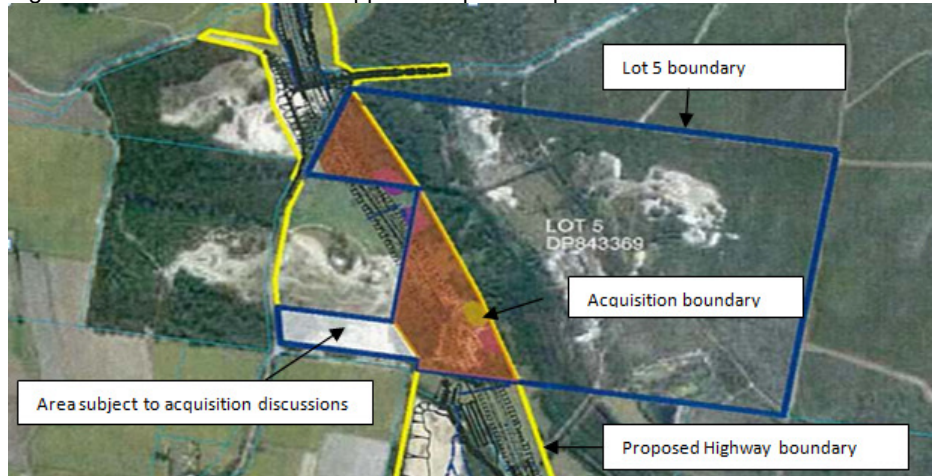 Lot 5 boundary
LOT 5
DP843369
Acquisition boundary
Area subject to acquisition discussions
Proposed Highway boundary